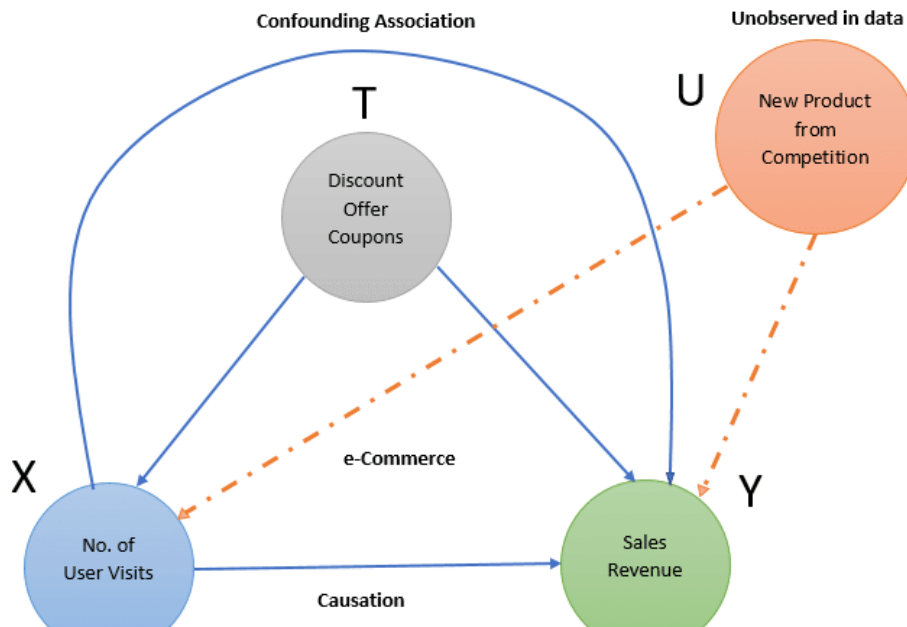 Confounding Association
Unobserved in data
T
U
New Product
from
Competition
Discount
Offer
Coupons
e-Commerce
X
Y
No. of
User Visits
Sales
Revenue
Causation